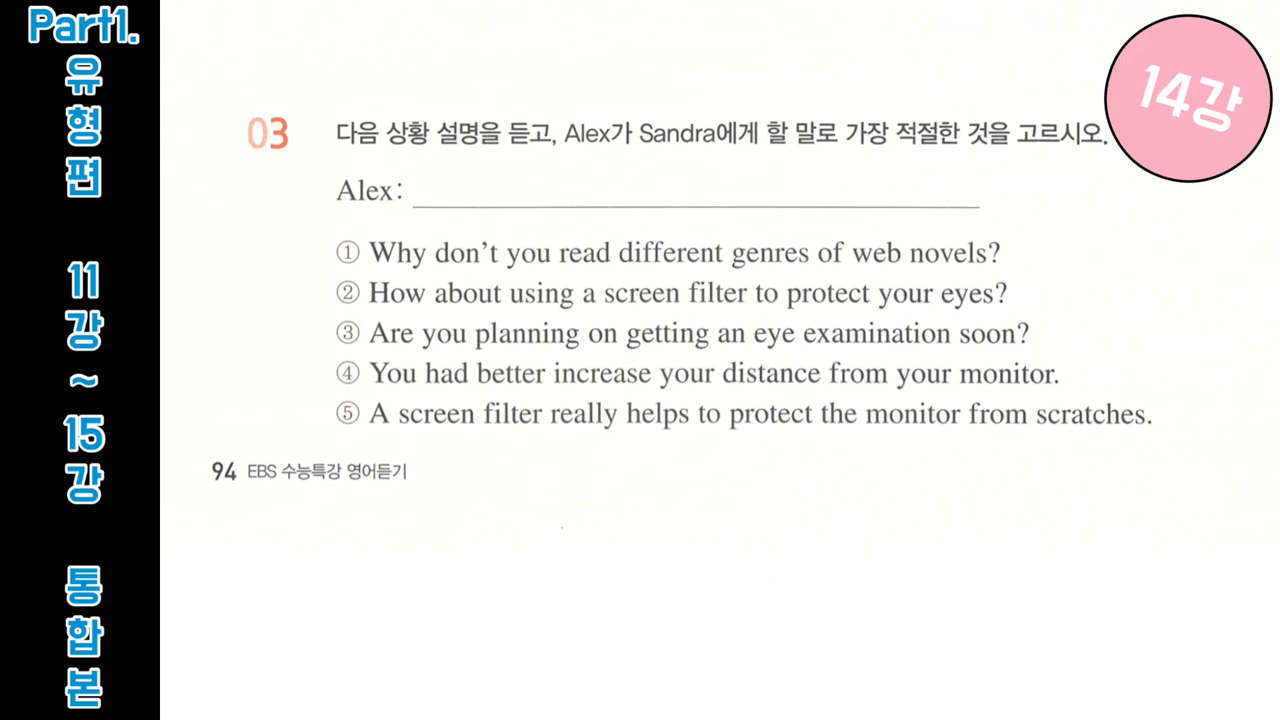 Part1.
유
형
편
11
강
~
15
강
통
합
본
14강
03 다음 상황 설명을 듣고, Alex가 Sandra에게 할 말로 가장 적절한 것을 고르시오.
Alex:
① Why don't you read different genres of web novels?
② How about using a screen filter to protect your eyes?
③ Are you planning on getting an eye examination soon?
④ You had better increase your distance from your monitor.
⑤ A screen filter really helps to protect the monitor from scratches.
94 EBS 수능특강 영어듣기